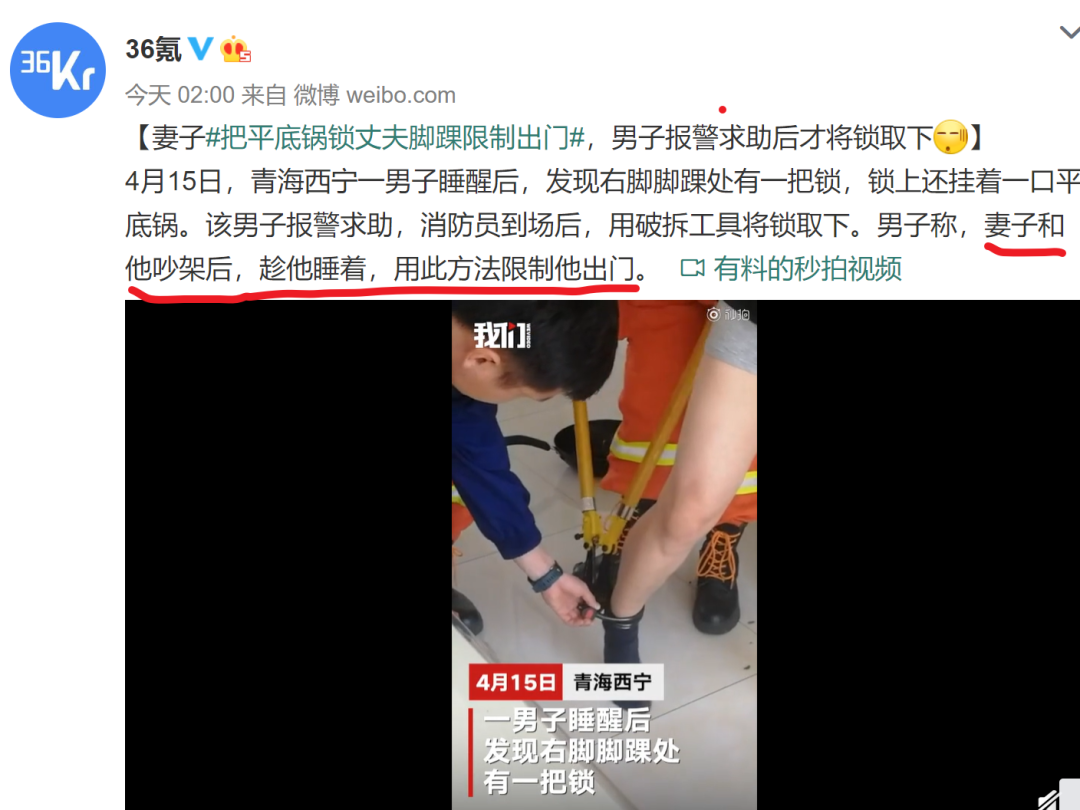 36Kr
36氪
今天 02:00 来自 微博 weibo.com
【妻子#把平底锅锁丈夫脚踝限制出门#，男子报警求助后才将锁取下】
4月15日，青海西宁一男子睡醒后，发现右脚脚踝处有一把锁，锁上还挂着一口平
底锅。该男子报警求助，消防员到场后，用破拆工具将锁取下。男子称，妻子和
他吵架后，趁他睡着，用此方法限制他出门。 有料的秒拍视频
秒拍
我们
4月15日 青海西宁
一男子睡醒后
发现右脚脚踝处
有一把锁